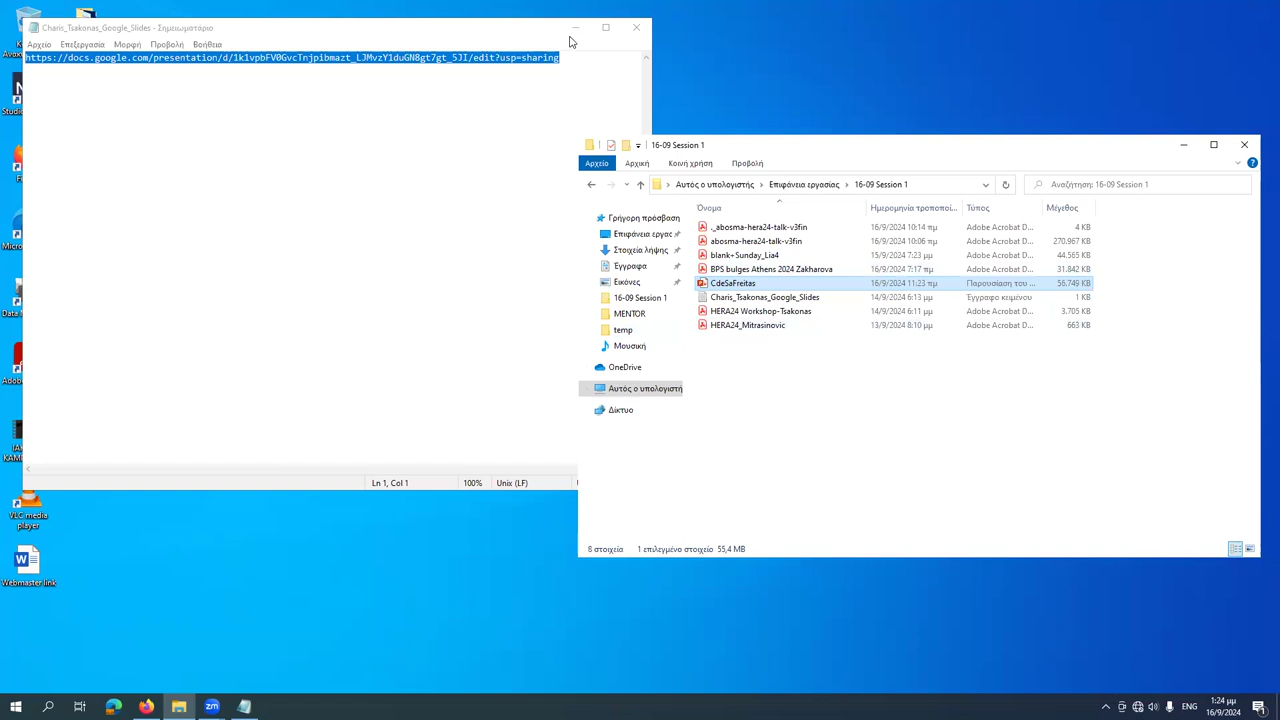 Charis_Tsakonas_Google_Slides - Σημειωματάριο
Αρχείο Επεξεργασία Μορφή Προβολή Βοήθεια
https://docs.google.com/presentation/d/1k1vpbFV0GvcTnjpibmazt_LJMvzY1duGN8gt7gt_5JI/edit?usp=sharing
Ln 1, Col 1 100% Unix (LF)
16-09 Session 1
Αρχείο Αρχική Κοινή χρήση Προβολή
Αυτός ο υπολογιστής Επιφάνεια εργασίας 16-09 Session 1
Αναζήτηση: 16-09 Session 1
Όνομα Ημερομηνία τροποποί... Τύπος Μέγεθος
._abosma-hera24-talk-v3fin 16/9/2024 10:14 πμ Adobe Acrobat D... 4 KB
abosma-hera24-talk-v3fin 16/9/2024 10:06 πμ Adobe Acrobat D... 270.967 KB
blank+Sunday_Lia4 15/9/2024 7:23 μμ Adobe Acrobat D... 44.565 KB
BPS bulges Athens 2024 Zakharova 16/9/2024 7:17 πμ Adobe Acrobat D... 31.842 KB
CdeSaFreitas 16/9/2024 11:23 πμ Παρουσίαση του ... 56.749 KB
Charis_Tsakonas_Google_Slides 14/9/2024 6:13 μμ Έγγραφο κειμένου 1 KB
HERA24 Workshop-Tsakonas 14/9/2024 6:11 μμ Adobe Acrobat D... 3.705 KB
HERA24_Mitrasinovic 13/9/2024 8:10 μμ Adobe Acrobat D... 663 KB
Γρήγορη πρόσβαση
Επιφάνεια εργασ
Στοιχεία λήψης
Έγγραφα
Εικόνες
16-09 Session 1
MENTOR
temp
Μουσική
OneDrive
Αυτός ο υπολογιστή
Δίκτυο
8 στοιχεία 1 επιλεγμένο στοιχείο 55,4 MB
VLC media
player
Webmaster link
zm
ENG
1:24 μμ
16/9/2024